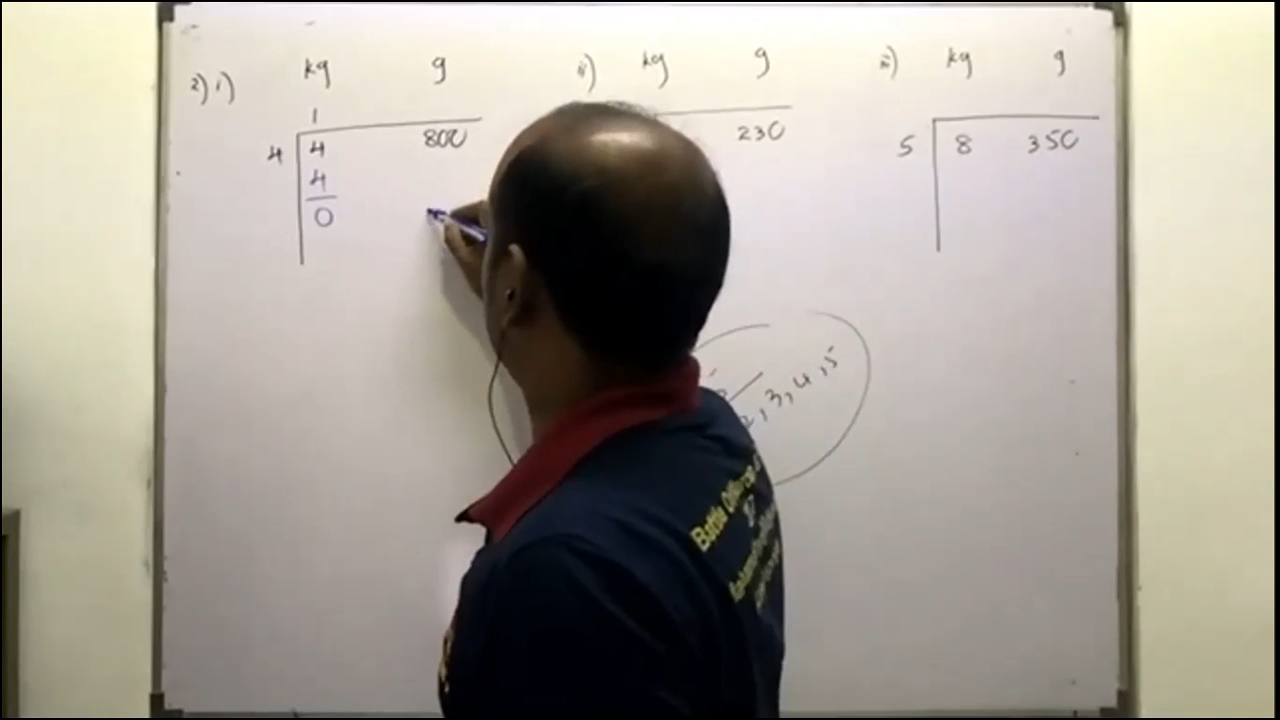 2) i) kg g
1
4 4 800
4
0
ii) kg g
230
iii) kg g
5 8 350
2, 3, 4, 5
Battle